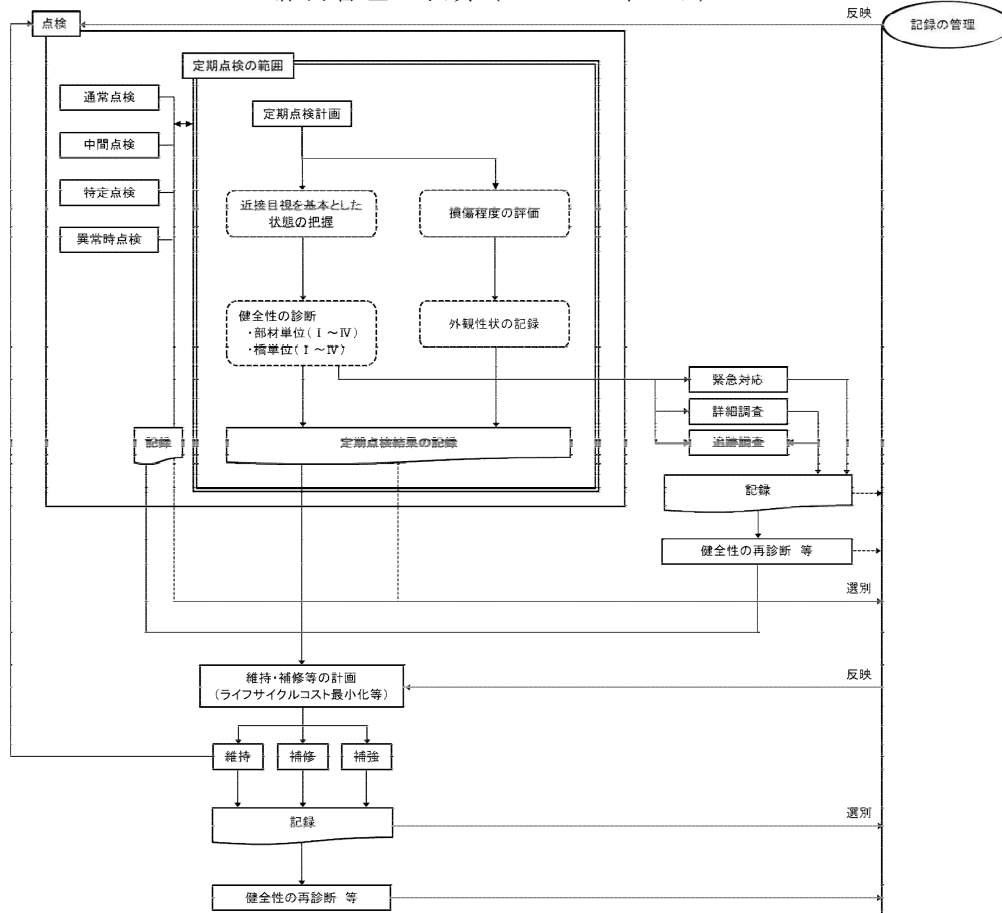 点検
反映
記録の管理
定期点検の範囲
通常点検
定期点検計画
中間点検
特定点検
近接目視を基本とした
状態の把握
損傷程度の評価
異常時点検
健全性の診断
・部材単位(Ⅰ～Ⅳ)
・橋単位(Ⅰ～Ⅳ)
外観性状の記録
緊急対応
詳細調査
追跡調査
記録
定期点検結果の記録
記録
健全性の再診断 等
選別
維持・補修等の計画
(ライフサイクルコスト最小化等)
反映
維持
補修
補強
記録
選別
健全性の再診断 等